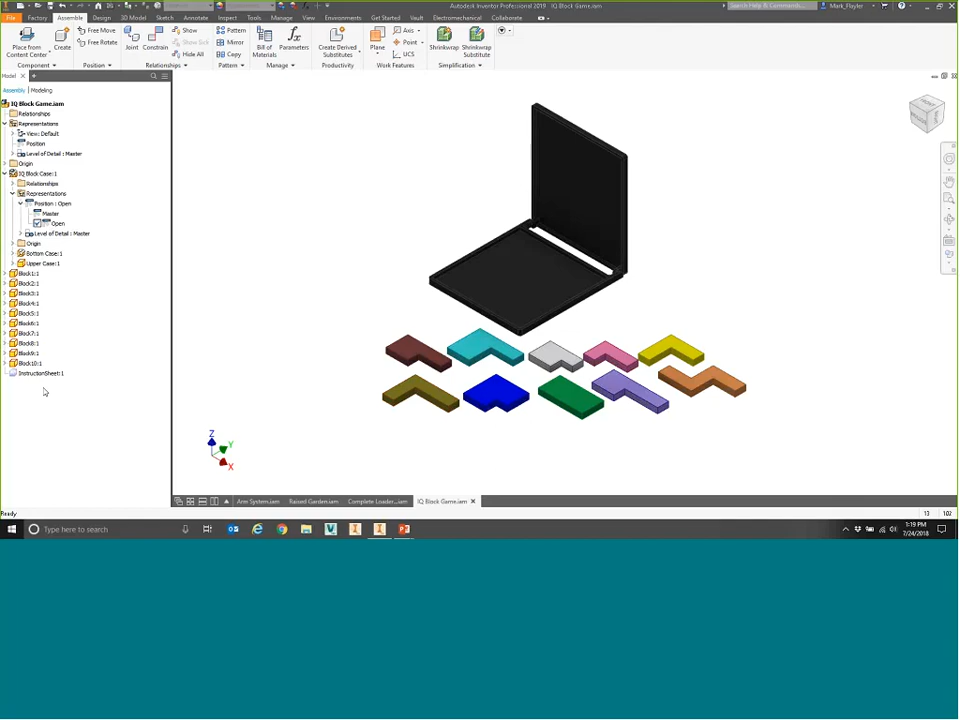 Autodesk Inventor Professional 2019   IQ Block Game.iam
Search Help & Commands...
Mark_Flayler
File Factory Assemble Design 3D Model Sketch Annotate Inspect Tools Manage View Environments Get Started Vault Electromechanical Collaborate
Place from Content Center
Create
Free Move
Free Rotate
Joint
Constrain
Show
Show Sick
Hide All
Pattern
Mirror
Copy
Bill of Materials
Parameters
Create Derived Substitutes
Plane
Axis
Point
UCS
Shrinkwrap
Shrinkwrap Substitute
Component Position Relationships Pattern Manage Productivity Work Features Simplification
Model
Assembly Modeling
IQ Block Game.iam
Relationships
Representations
View: Default
Position
Level of Detail : Master
Origin
IQ Block Case:1
Relationships
Representations
Position : Open
Master
Open
Level of Detail : Master
Origin
Bottom Case:1
Upper Case:1
Block1:1
Block2:1
Block3:1
Block4:1
Block5:1
Block6:1
Block7:1
Block8:1
Block9:1
Block10:1
InstructionSheet:1
Z
Y
X
Arm System.iam Raised Garden.iam Complete Loader...iam IQ Block Game.iam
Ready
13 102
Type here to search
1:19 PM
7/24/2018